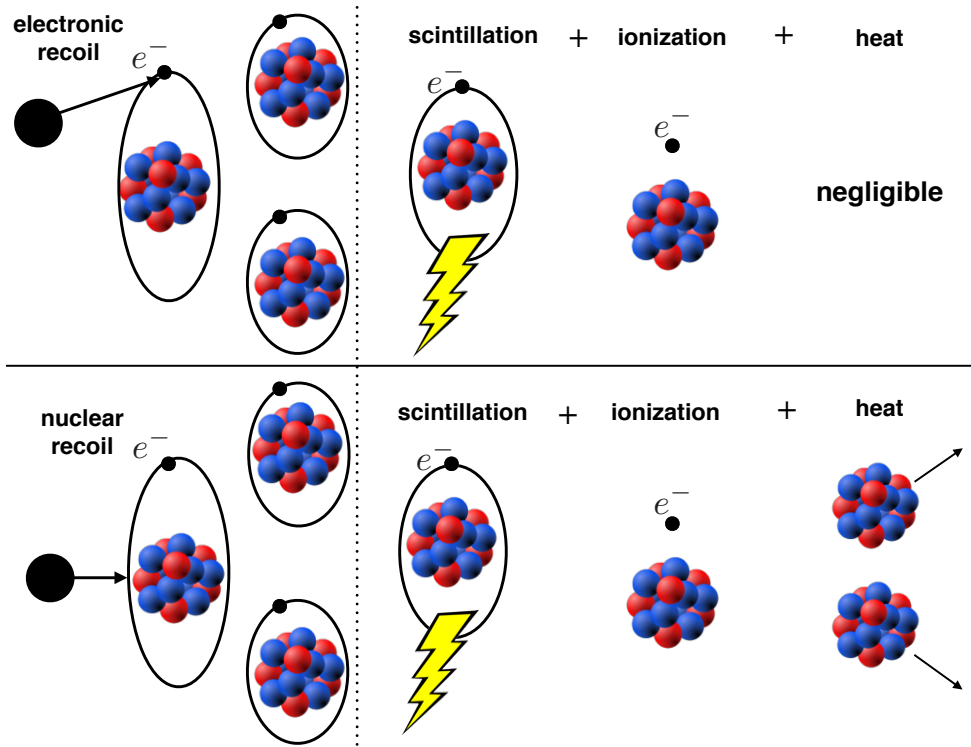 electronic
recoil
e⁻
scintillation + ionization + heat
e⁻
e⁻
negligible
nuclear
recoil
e⁻
scintillation + ionization + heat
e⁻
e⁻